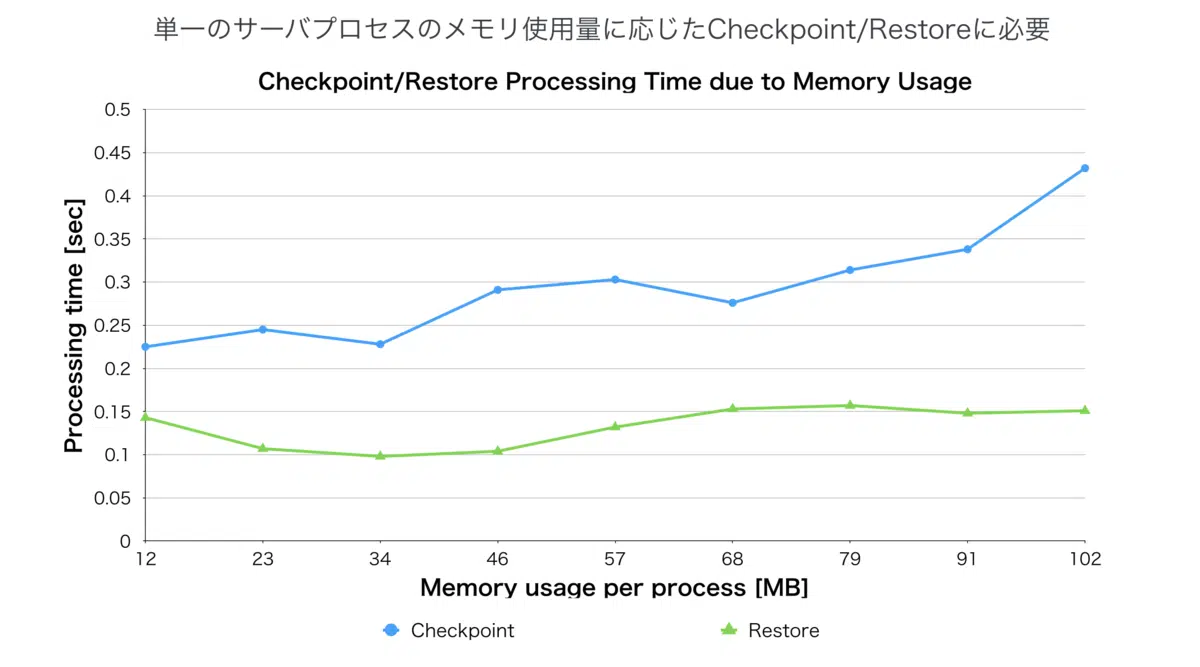 単一のサーバプロセスのメモリ使用量に応じたCheckpoint/Restoreに必要
Checkpoint/Restore Processing Time due to Memory Usage
Processing time [sec]
0.5
0.45
0.4
0.35
0.3
0.25
0.2
0.15
0.1
0.05
0
12 23 34 46 57 68 79 91 102
Memory usage per process [MB]
Checkpoint Restore